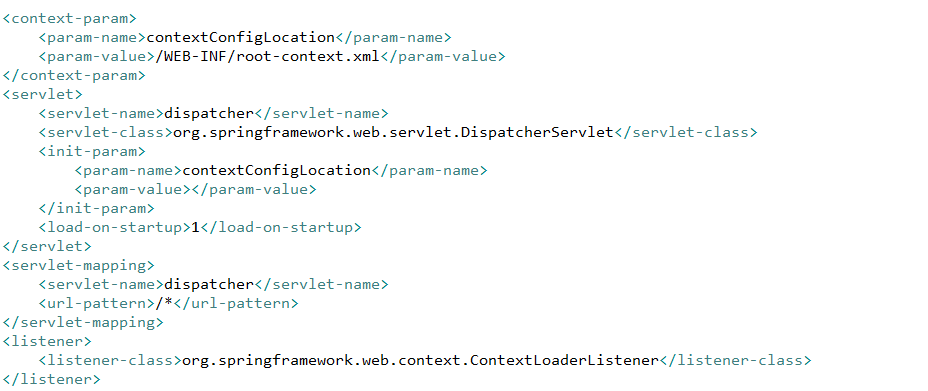 <context-param>
    <param-name>contextConfigLocation</param-name>
    <param-value>/WEB-INF/root-context.xml</param-value>
</context-param>
<servlet>
    <servlet-name>dispatcher</servlet-name>
    <servlet-class>org.springframework.web.servlet.DispatcherServlet</servlet-class>
    <init-param>
        <param-name>contextConfigLocation</param-name>
        <param-value></param-value>
    </init-param>
    <load-on-startup>1</load-on-startup>
</servlet>
<servlet-mapping>
    <servlet-name>dispatcher</servlet-name>
    <url-pattern>/*</url-pattern>
</servlet-mapping>
<listener>
    <listener-class>org.springframework.web.context.ContextLoaderListener</listener-class>
</listener>